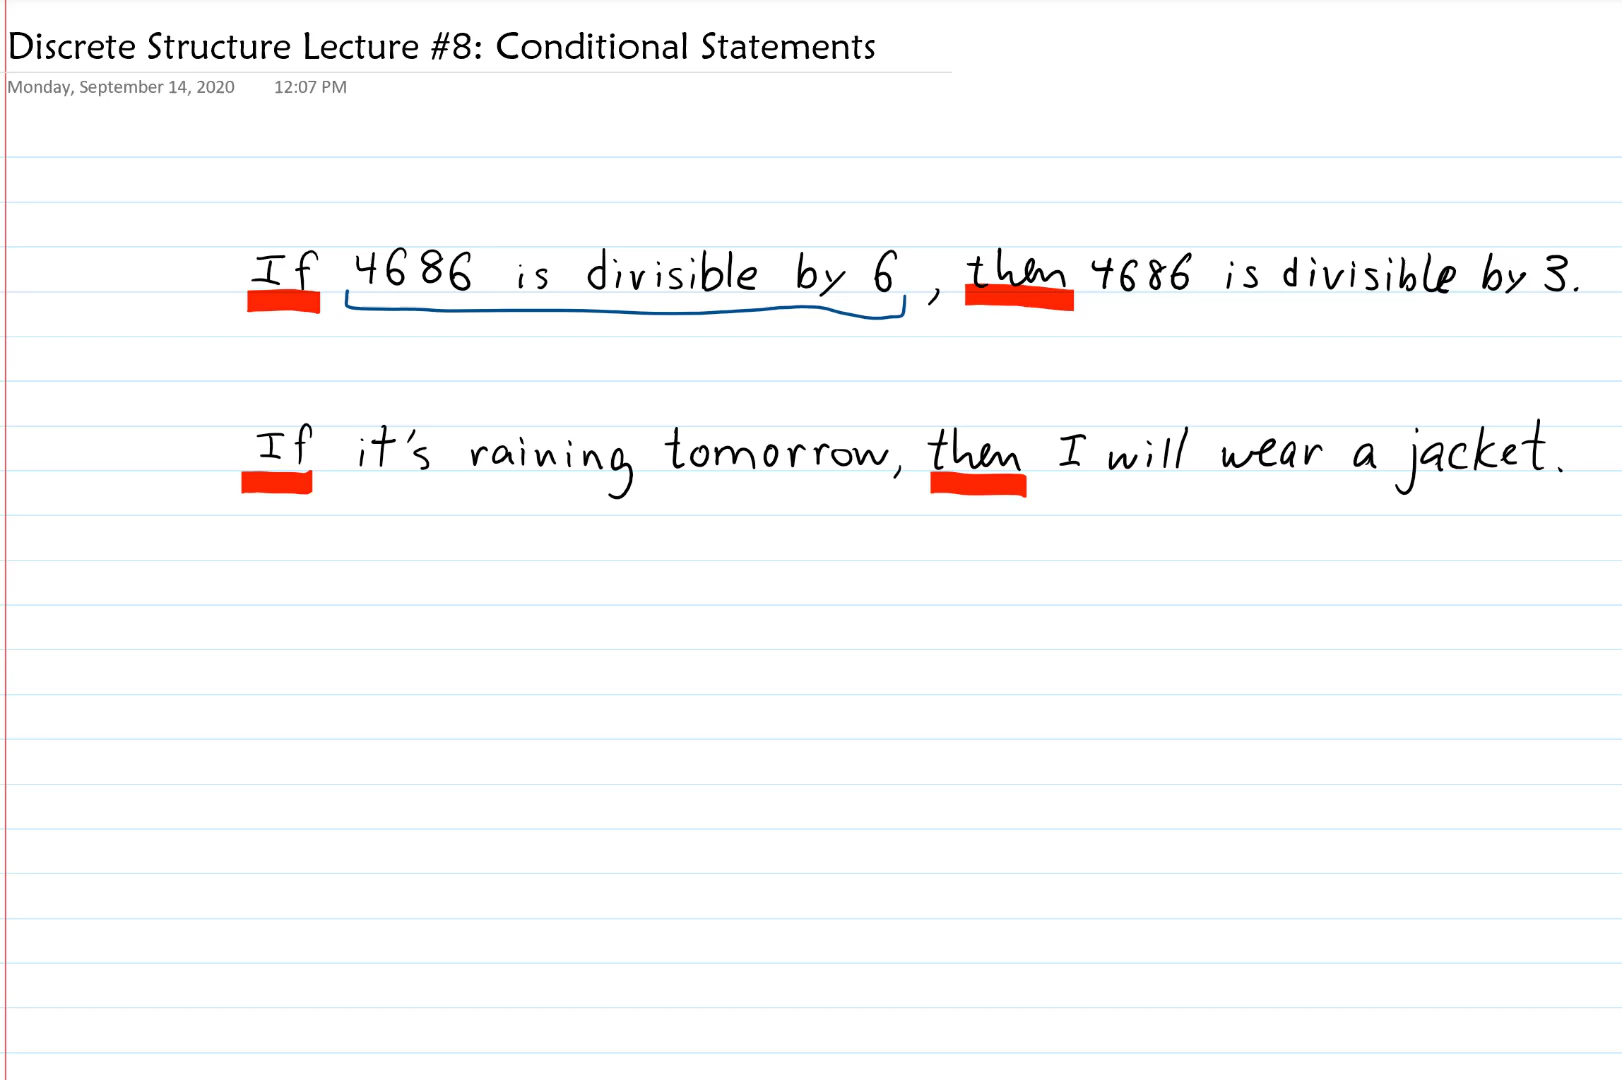 Discrete Structure Lecture #8: Conditional Statements
Monday, September 14, 2020 12:07 PM
If 4686 is divisible by 6, then 4686 is divisible by 3.
If it's raining tomorrow, then I will wear a jacket.